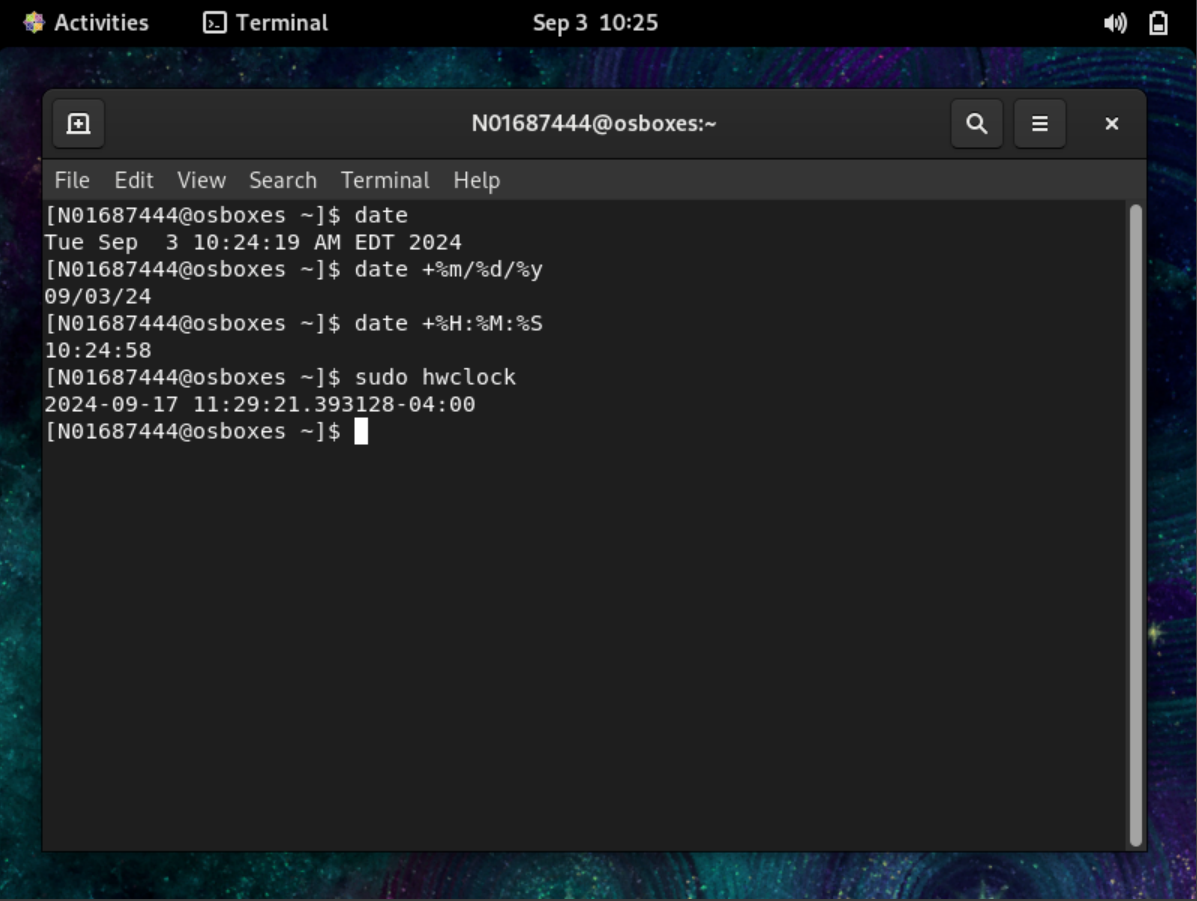 Activities Terminal Sep 3 10:25
N01687444@osboxes:~
File Edit View Search Terminal Help
[N01687444@osboxes ~]$ date
Tue Sep  3 10:24:19 AM EDT 2024
[N01687444@osboxes ~]$ date +%m/%d/%y
09/03/24
[N01687444@osboxes ~]$ date +%H:%M:%S
10:24:58
[N01687444@osboxes ~]$ sudo hwclock
2024-09-17 11:29:21.393128-04:00
[N01687444@osboxes ~]$